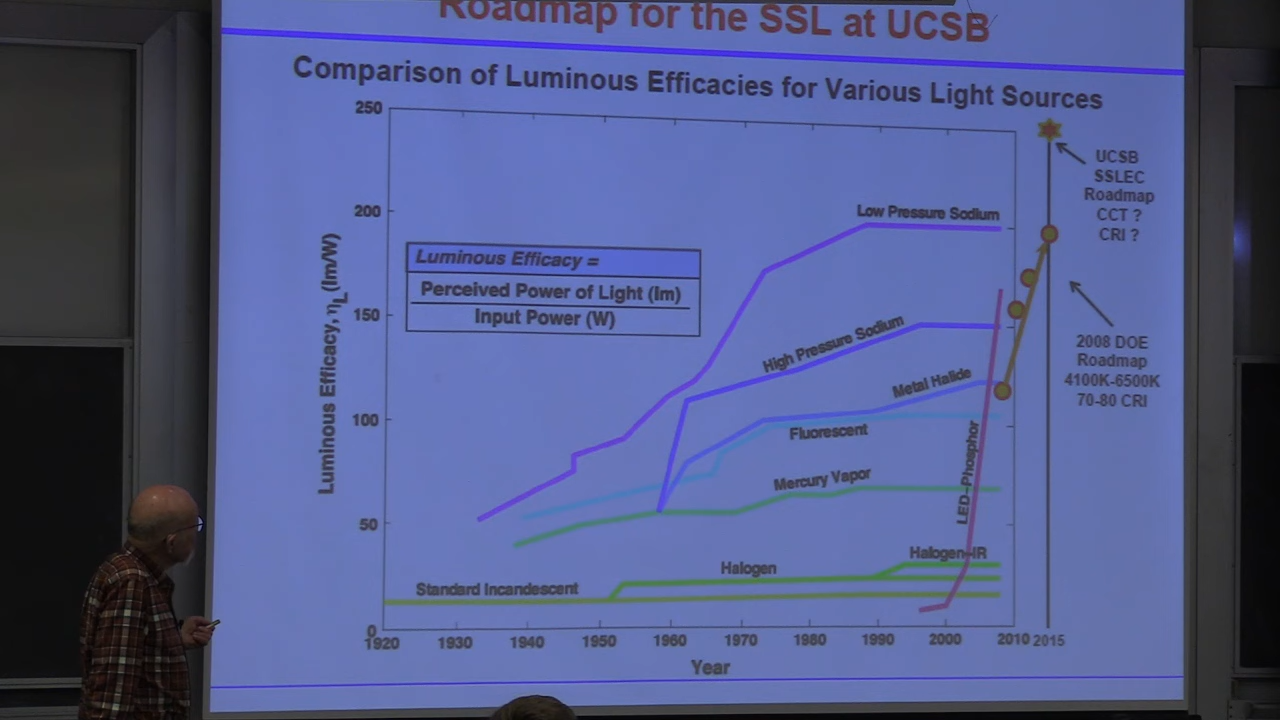 Roadmap for the SSL at UCSB
Comparison of Luminous Efficacies for Various Light Sources
250
200
150
100
50
0
Luminous Efficacy, ηL (lm/W)
Luminous Efficacy =
Perceived Power of Light (lm)
Input Power (W)
Low Pressure Sodium
High Pressure Sodium
Metal Halide
Fluorescent
Mercury Vapor
LED-Phosphor
Halogen-IR
Halogen
Standard Incandescent
UCSB
SSLEC
Roadmap
CCT ?
CRI ?
2008 DOE
Roadmap
4100K-6500K
70-80 CRI
1920 1930 1940 1950 1960 1970 1980 1990 2000 2010 2015
Year